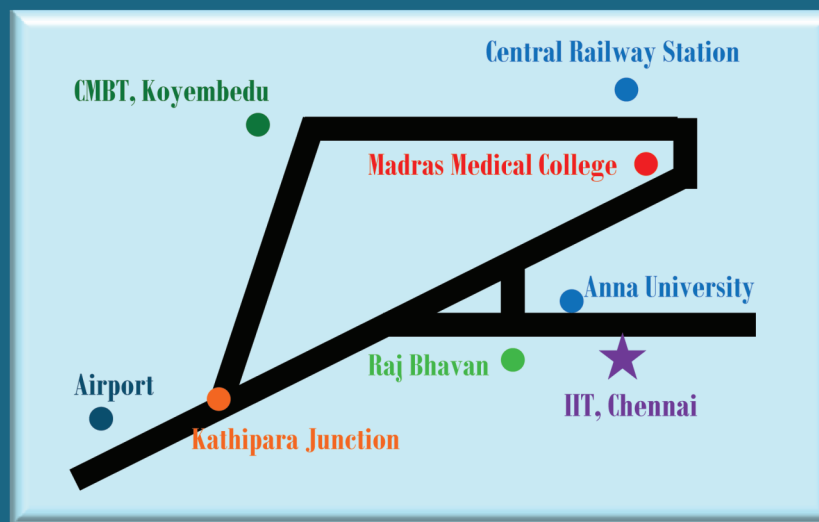 Central Railway Station
CMBT, Koyembedu
Madras Medical College
Anna University
Raj Bhavan
Airport
IIT, Chennai
Kathipara Junction